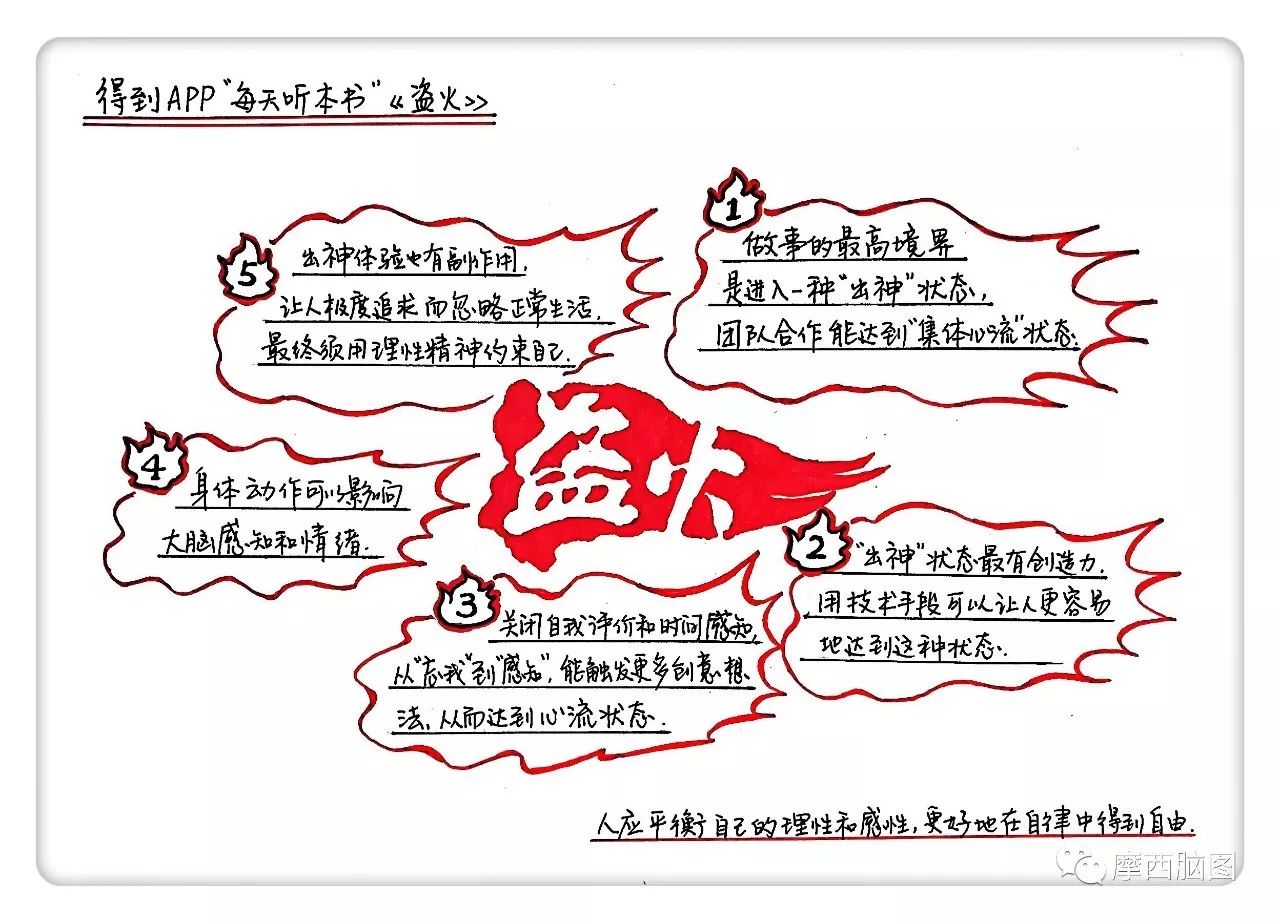 得到APP“每天听本书”《盗火》
1
做事的最高境界
是进入一种“出神”状态,
团队合作能达到“集体心流”状态.
2
“出神”状态最有创造力.
用技术手段可以让人更容易
地达到这种状态.
3
关闭自我评价和时间感知,
从“忘我”到“感知”,能触发更多创意想
法,从而达到心流状态.
4
身体动作可以影响
大脑感知和情绪.
5
出神体验也有副作用,
让人极度追求而忽略正常生活,
最终须用理性精神约束自己.
盗火
人应平衡自己的理性和感性,更好地在自律中得到自由.
摩西脑图